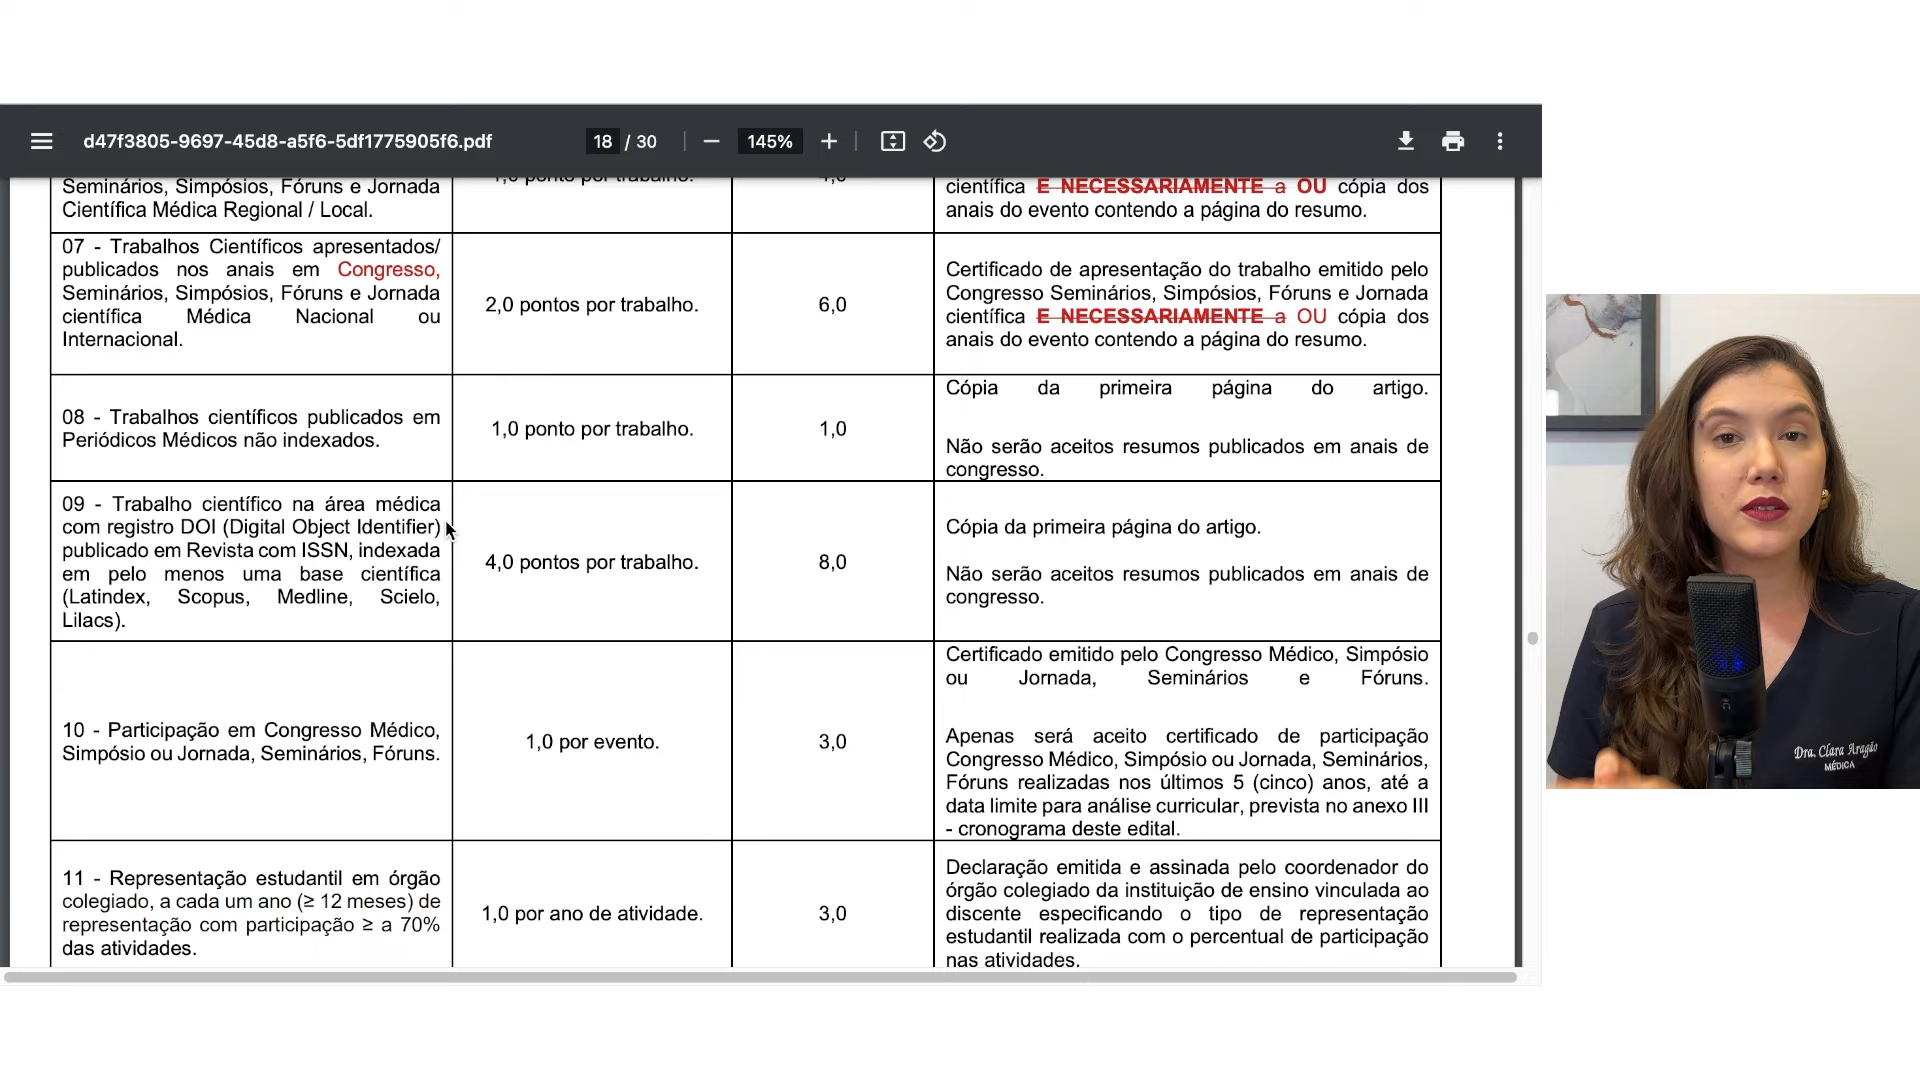 d47f3805-9697-45d8-a5f6-5df1775905f6.pdf
18 / 30
145%
1,0 ponto por trabalho.
4,0
Seminários, Simpósios, Fóruns e Jornada
Científica Médica Regional / Local.
científica E NECESSARIAMENTE a OU cópia dos
anais do evento contendo a página do resumo.
07 - Trabalhos Científicos apresentados/
publicados nos anais em Congresso,
Seminários, Simpósios, Fóruns e Jornada
científica Médica Nacional ou
Internacional.
2,0 pontos por trabalho.
6,0
Certificado de apresentação do trabalho emitido pelo
Congresso Seminários, Simpósios, Fóruns e Jornada
científica E NECESSARIAMENTE a OU cópia dos
anais do evento contendo a página do resumo.
08 - Trabalhos científicos publicados em
Periódicos Médicos não indexados.
1,0 ponto por trabalho.
1,0
Cópia da primeira página do artigo.
Não serão aceitos resumos publicados em anais de
congresso.
09 - Trabalho científico na área médica
com registro DOI (Digital Object Identifier)
publicado em Revista com ISSN, indexada
em pelo menos uma base científica
(Latindex, Scopus, Medline, Scielo,
Lilacs).
4,0 pontos por trabalho.
8,0
Cópia da primeira página do artigo.
Não serão aceitos resumos publicados em anais de
congresso.
10 - Participação em Congresso Médico,
Simpósio ou Jornada, Seminários, Fóruns.
1,0 por evento.
3,0
Certificado emitido pelo Congresso Médico, Simpósio
ou Jornada, Seminários e Fóruns.
Apenas será aceito certificado de participação
Congresso Médico, Simpósio ou Jornada, Seminários,
Fóruns realizadas nos últimos 5 (cinco) anos, até a
data limite para análise curricular, prevista no anexo III
- cronograma deste edital.
11 - Representação estudantil em órgão
colegiado, a cada um ano (≥ 12 meses) de
representação com participação ≥ a 70%
das atividades.
1,0 por ano de atividade.
3,0
Declaração emitida e assinada pelo coordenador do
órgão colegiado da instituição de ensino vinculada ao
discente especificando o tipo de representação
estudantil realizada com o percentual de participação
nas atividades.
Dra. Clara Aragão
MÉDICA